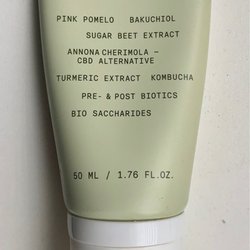 PINK POMELO BAKUCHIOL
SUGAR BEET EXTRACT
ANNONA CHERIMOLA –
CBD ALTERNATIVE
TURMERIC EXTRACT KOMBUCHA
PRE- & POST BIOTICS
BIO SACCHARIDES
50 ML / 1.76 FL.OZ.